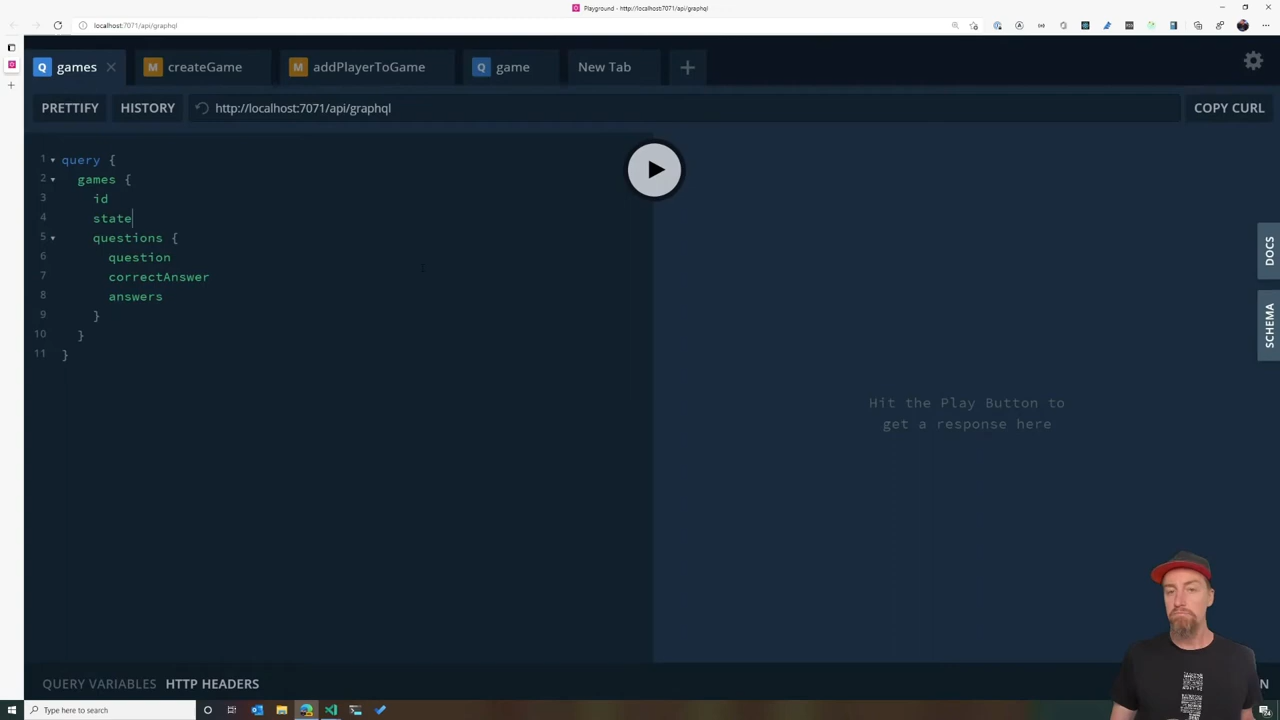 Playground - http://localhost:7071/api/graphql
localhost:7071/api/graphql
Q games
M createGame
M addPlayerToGame
Q game
New Tab
PRETTIFY
HISTORY
http://localhost:7071/api/graphql
COPY CURL
1 query {
2 games {
3 id
4 state
5 questions {
6 question
7 correctAnswer
8 answers
9 }
10 }
11 }
Hit the Play Button to
get a response here
DOCS
SCHEMA
QUERY VARIABLES
HTTP HEADERS
Type here to search